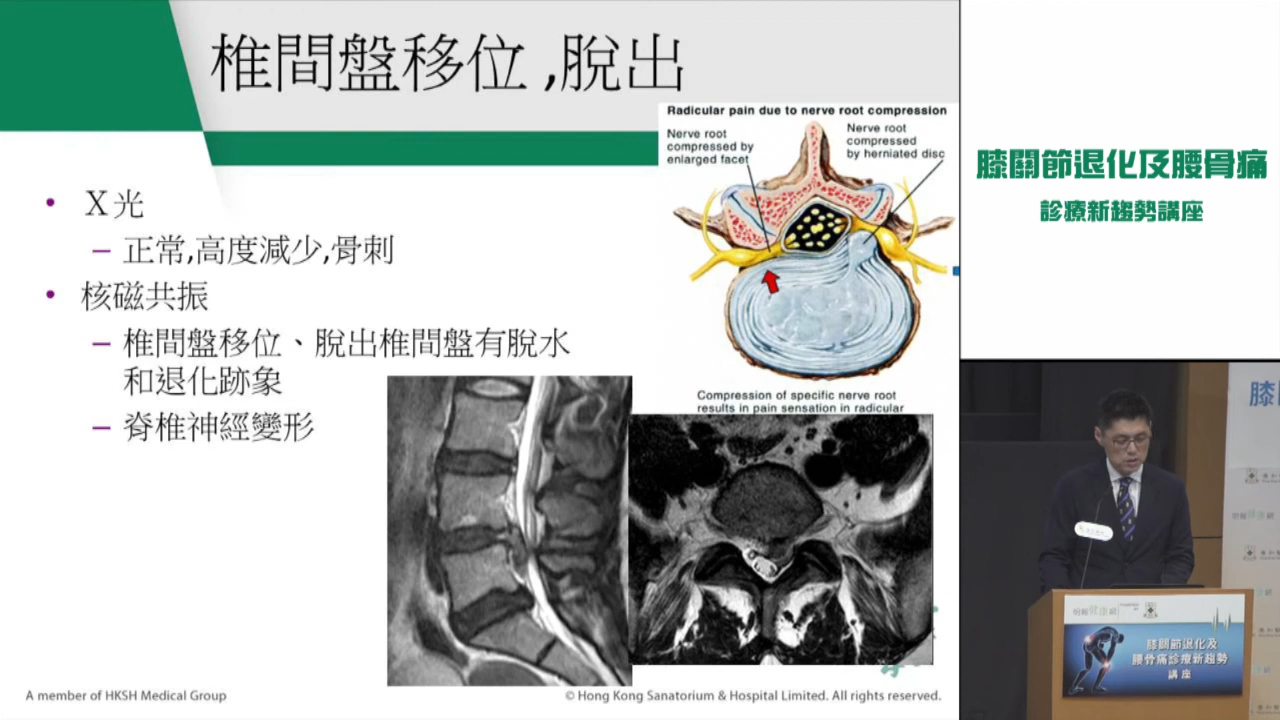 椎間盤移位 ,脫出
• X光
– 正常,高度減少,骨刺
• 核磁共振
– 椎間盤移位、脫出椎間盤有脫水
和退化跡象
– 脊椎神經變形
Radicular pain due to nerve root compression
Nerve root
compressed by
enlarged facet
Nerve root
compressed
by herniated disc
Compression of specific nerve root
results in pain sensation in radicular
A member of HKSH Medical Group
© Hong Kong Sanatorium & Hospital Limited. All rights reserved.
膝關節退化及腰骨痛
診療新趨勢講座
膝
明報健康網
膝關節退化及
腰骨痛診療新趨勢
講座